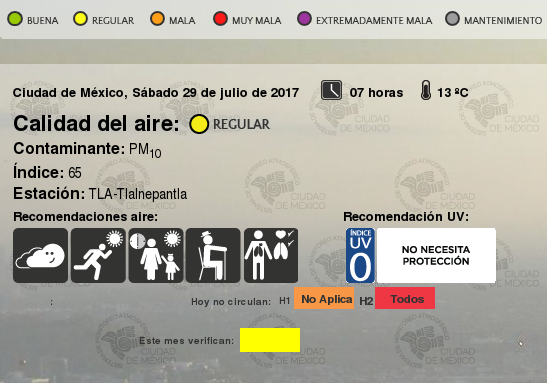 BUENA REGULAR MALA MUY MALA EXTREMADAMENTE MALA MANTENIMIENTO
Ciudad de México, Sábado 29 de julio de 2017 07 horas 13 ºC
Calidad del aire: REGULAR
Contaminante: PM10
Índice: 65
Estación: TLA-Tlalnepantla
Recomendaciones aire: Recomendación UV:
ÍNDICE
UV
0
NO NECESITA
PROTECCIÓN
: Hoy no circulan: H1 No Aplica H2 Todos
Este mes verifican: